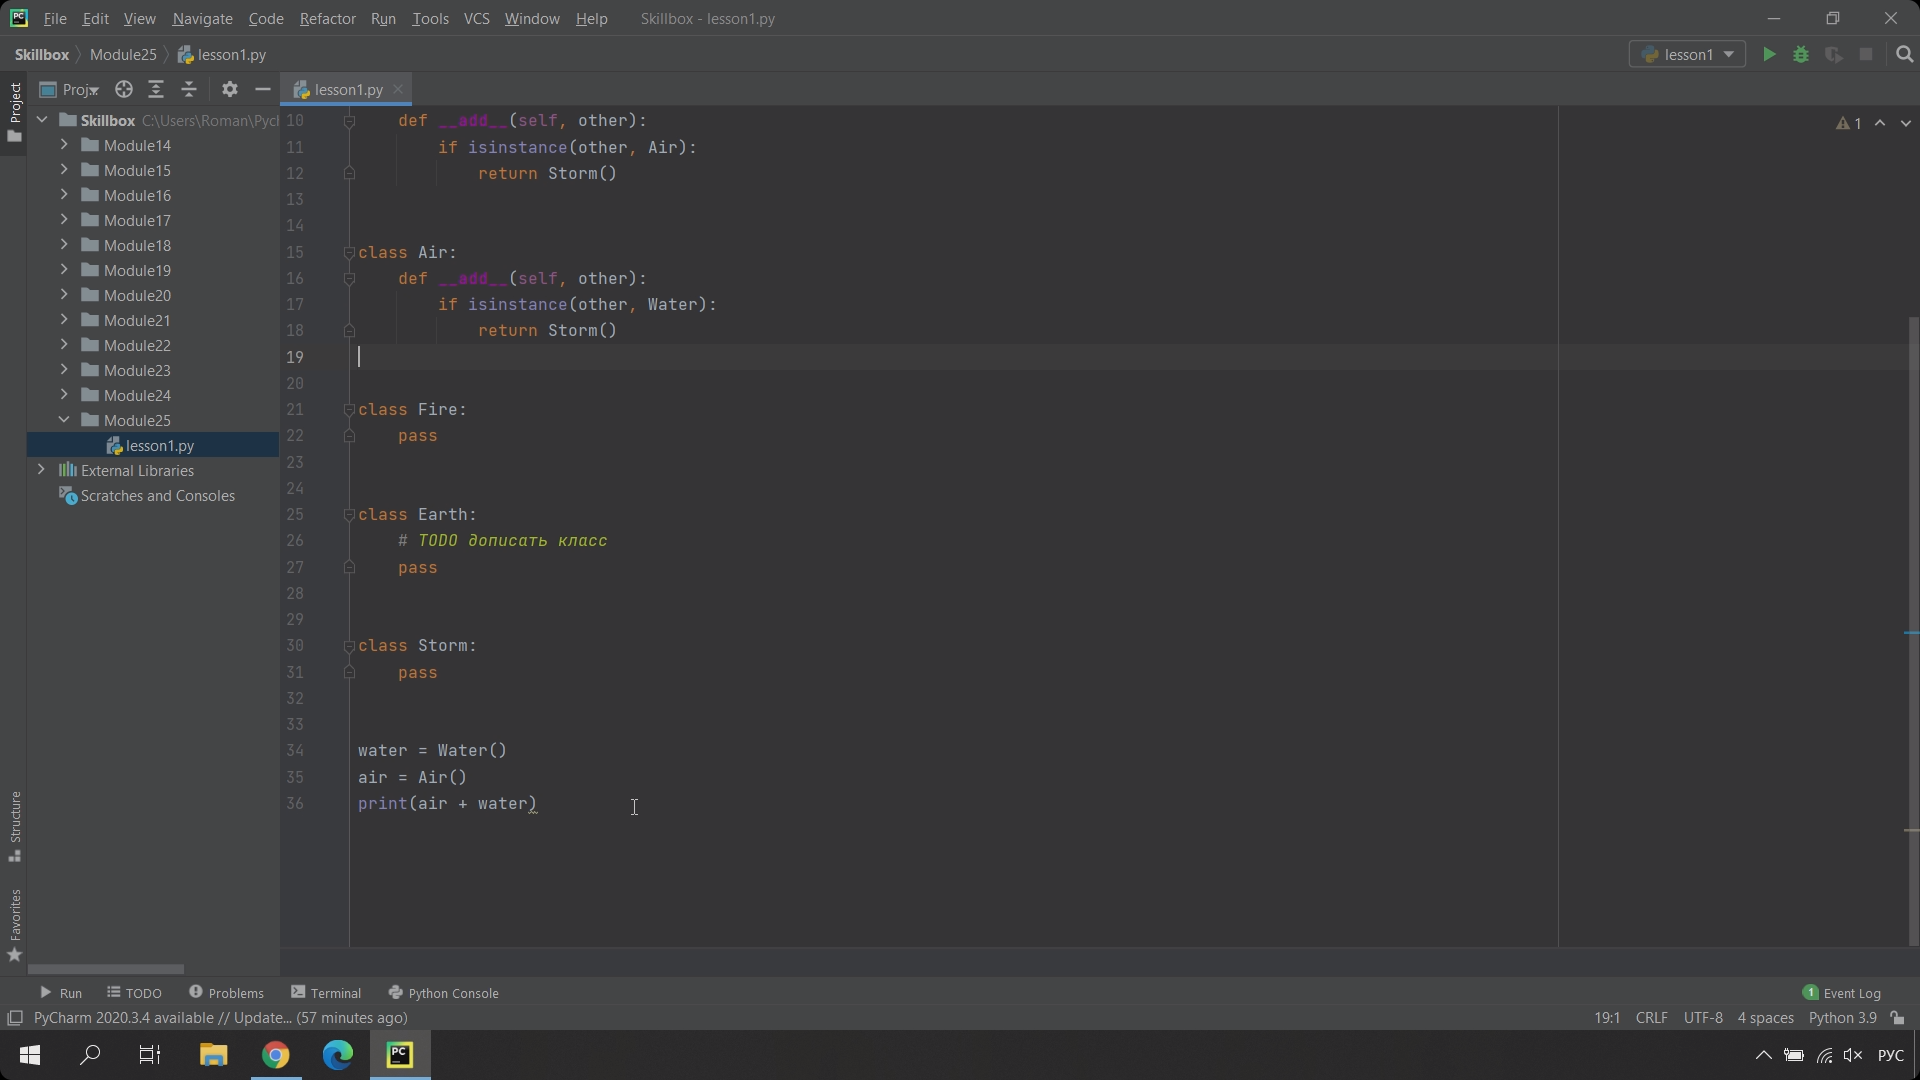 PC File Edit View Navigate Code Refactor Run Tools VCS Window Help Skillbox - lesson1.py
Skillbox Module25 lesson1.py lesson1
Proj lesson1.py
Project
Skillbox C:\Users\Roman\Pycl
Module14
Module15
Module16
Module17
Module18
Module19
Module20
Module21
Module22
Module23
Module24
Module25
lesson1.py
External Libraries
Scratches and Consoles
1
10 def __add__(self, other):
11 if isinstance(other, Air):
12 return Storm()
13
14
15 class Air:
16 def __add__(self, other):
17 if isinstance(other, Water):
18 return Storm()
19
20
21 class Fire:
22 pass
23
24
25 class Earth:
26 # TODO дописать класс
27 pass
28
29
30 class Storm:
31 pass
32
33
34 water = Water()
35 air = Air()
36 print(air + water)
Structure
Favorites
Run TODO Problems Terminal Python Console 1 Event Log
PyCharm 2020.3.4 available // Update... (57 minutes ago) 19:1 CRLF UTF-8 4 spaces Python 3.9
PC РУС